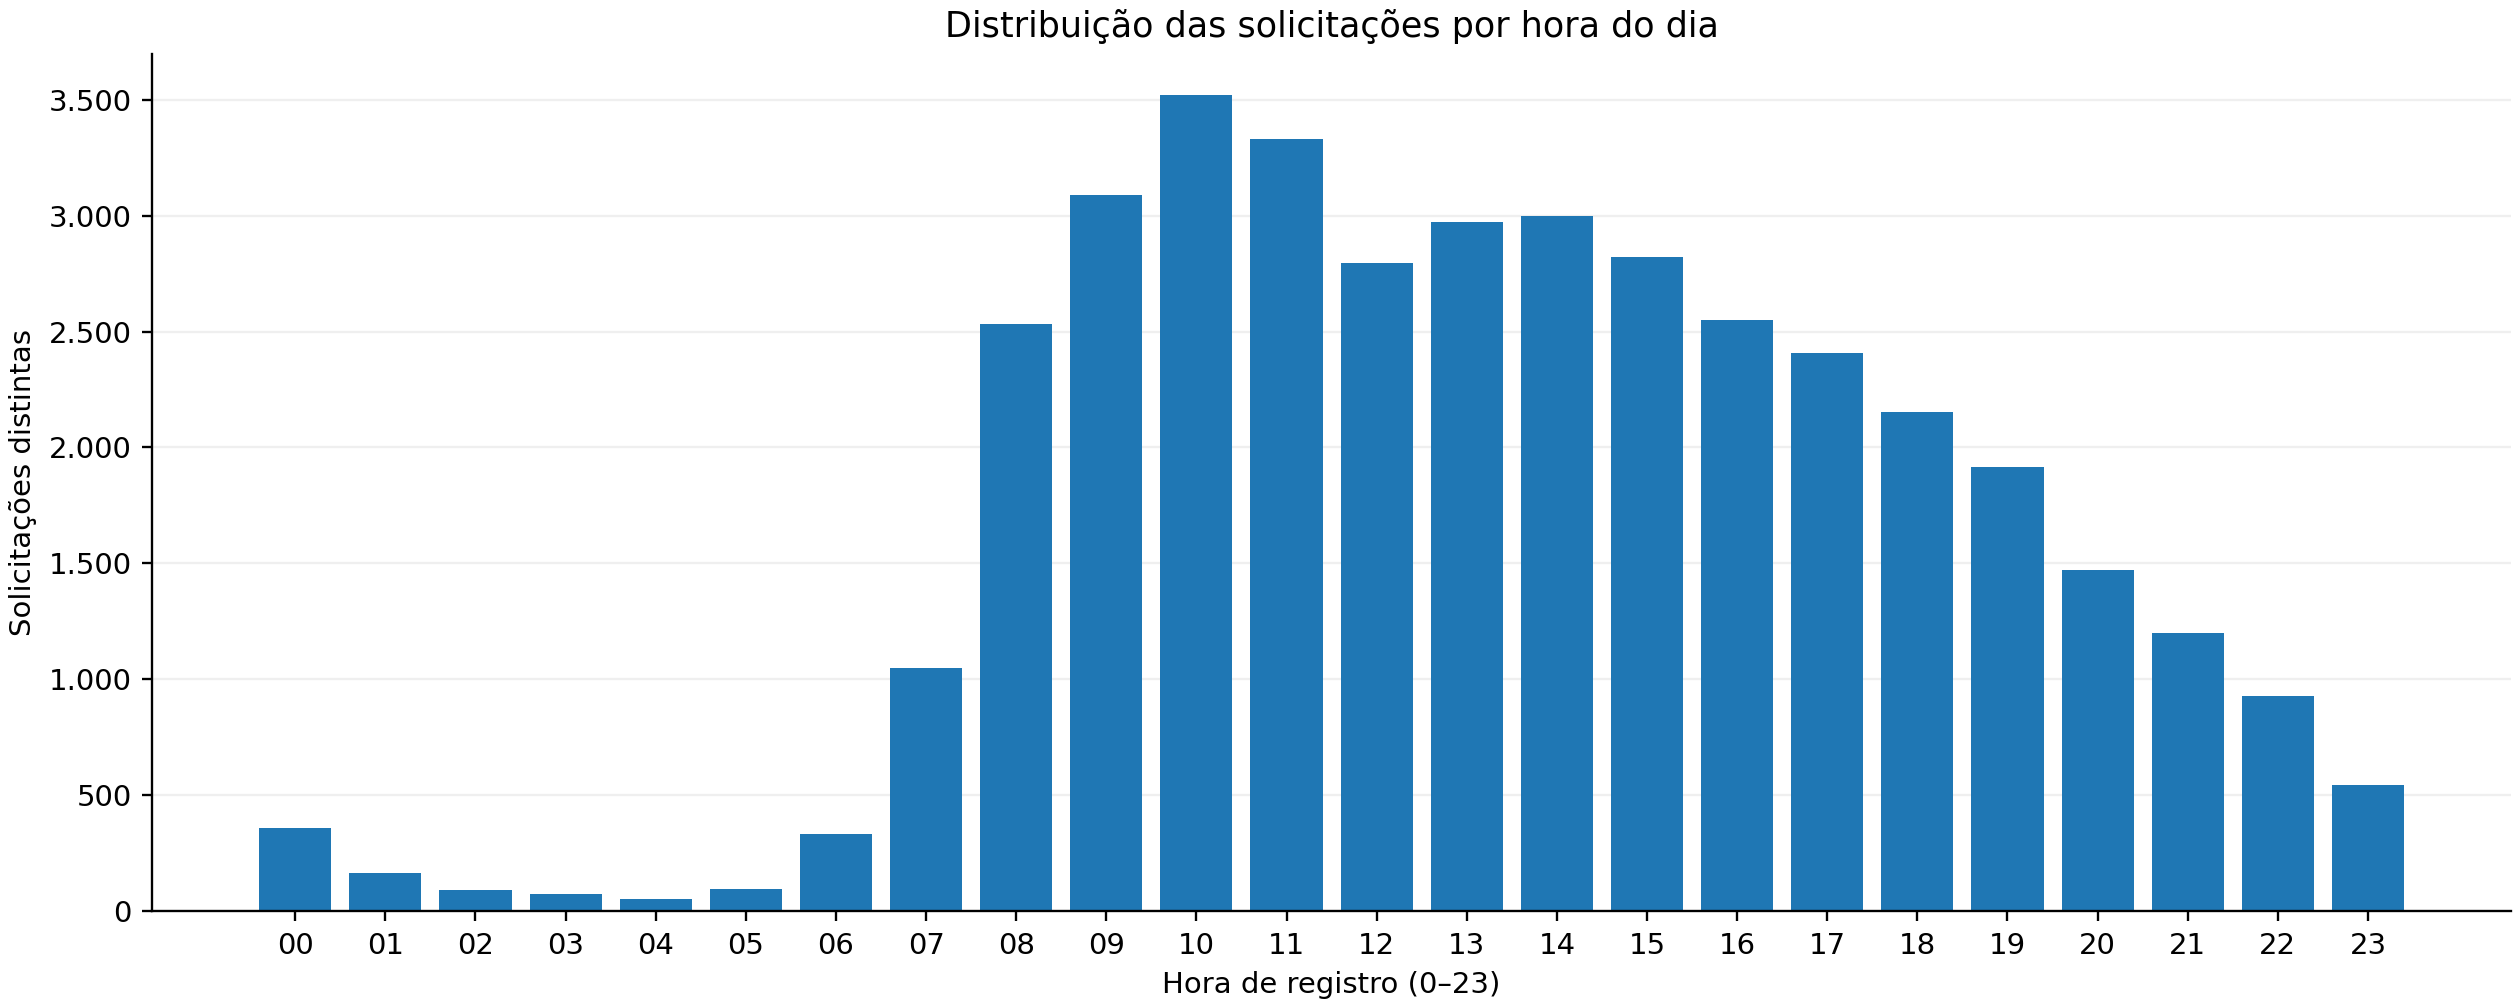 Distribuição das solicitações por hora do dia
Solicitações distintas
3.500
3.000
2.500
2.000
1.500
1.000
500
0
00 01 02 03 04 05 06 07 08 09 10 11 12 13 14 15 16 17 18 19 20 21 22 23
Hora de registro (0–23)